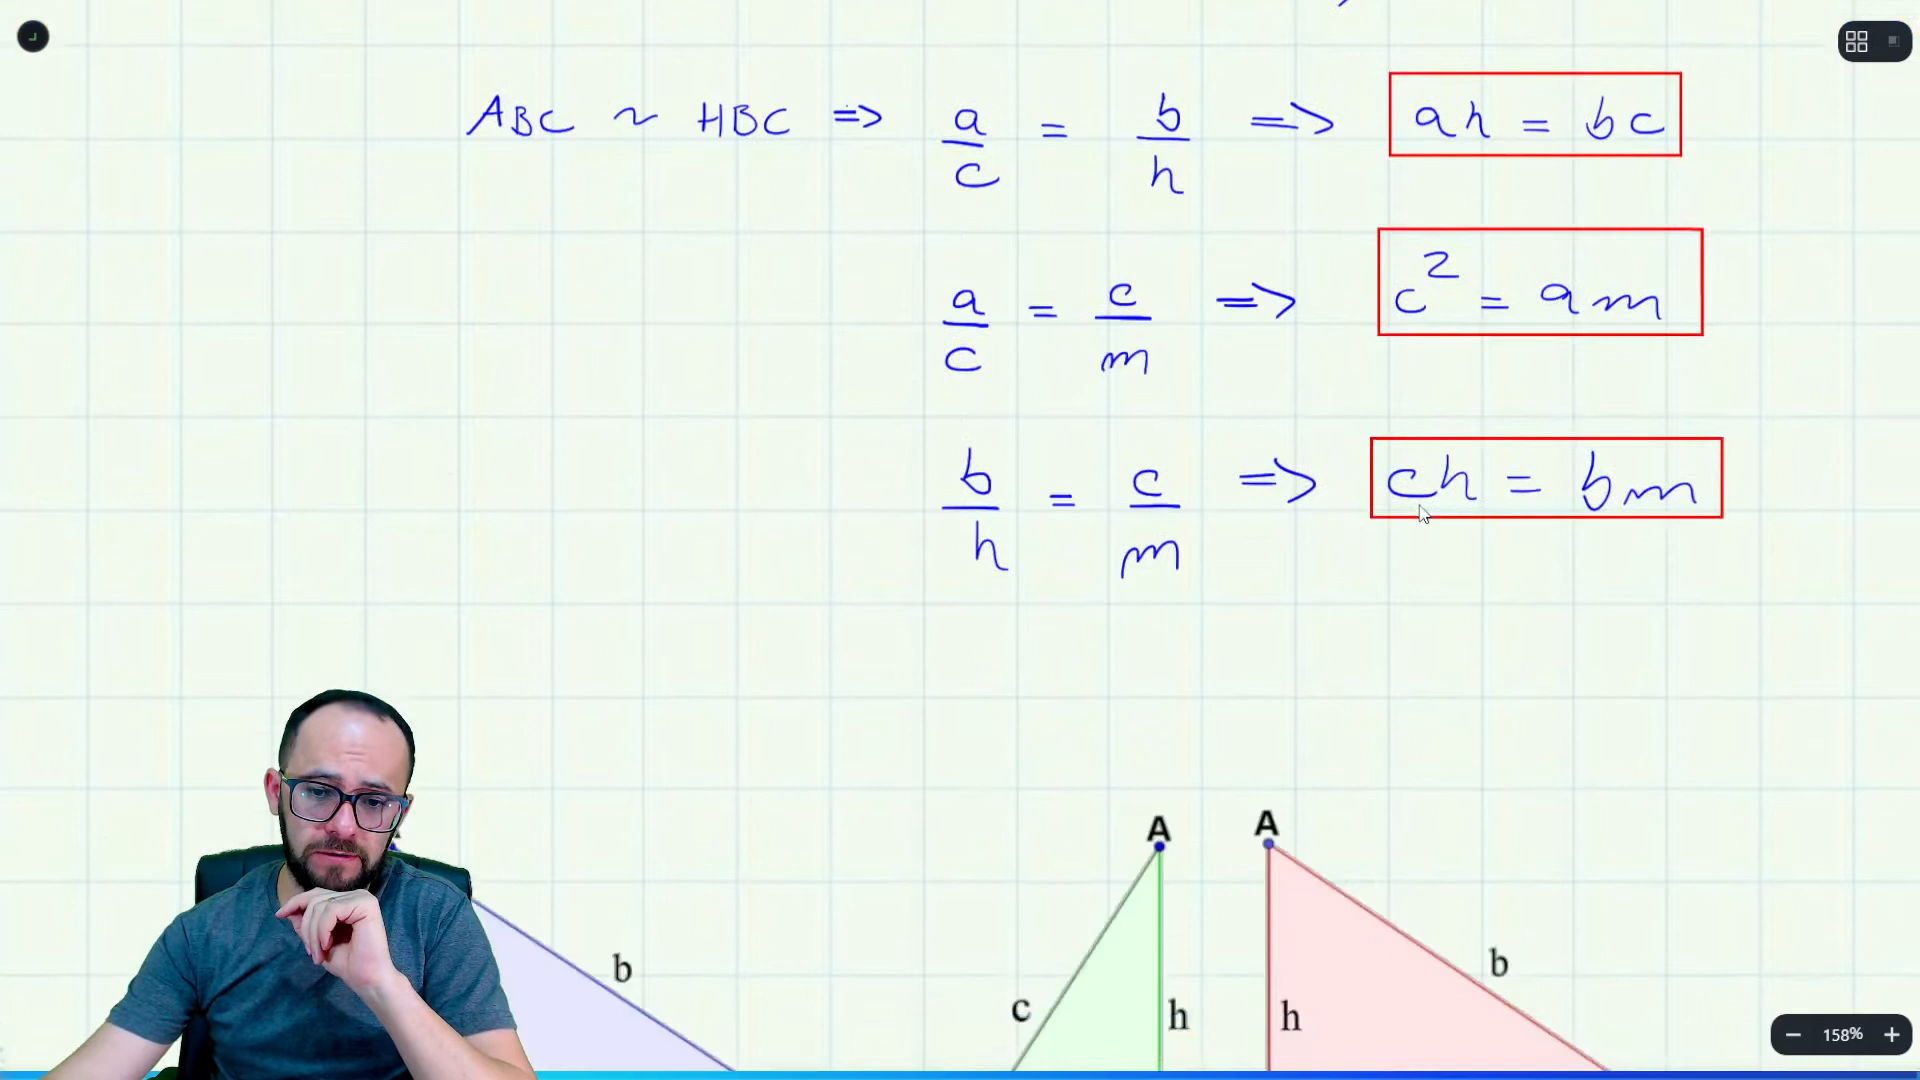 ABC ~ HBC => a/c = b/h => ah = bc
a/c = c/m => c² = am
b/h = c/m => ch = bm
A A
b c h h b
158%